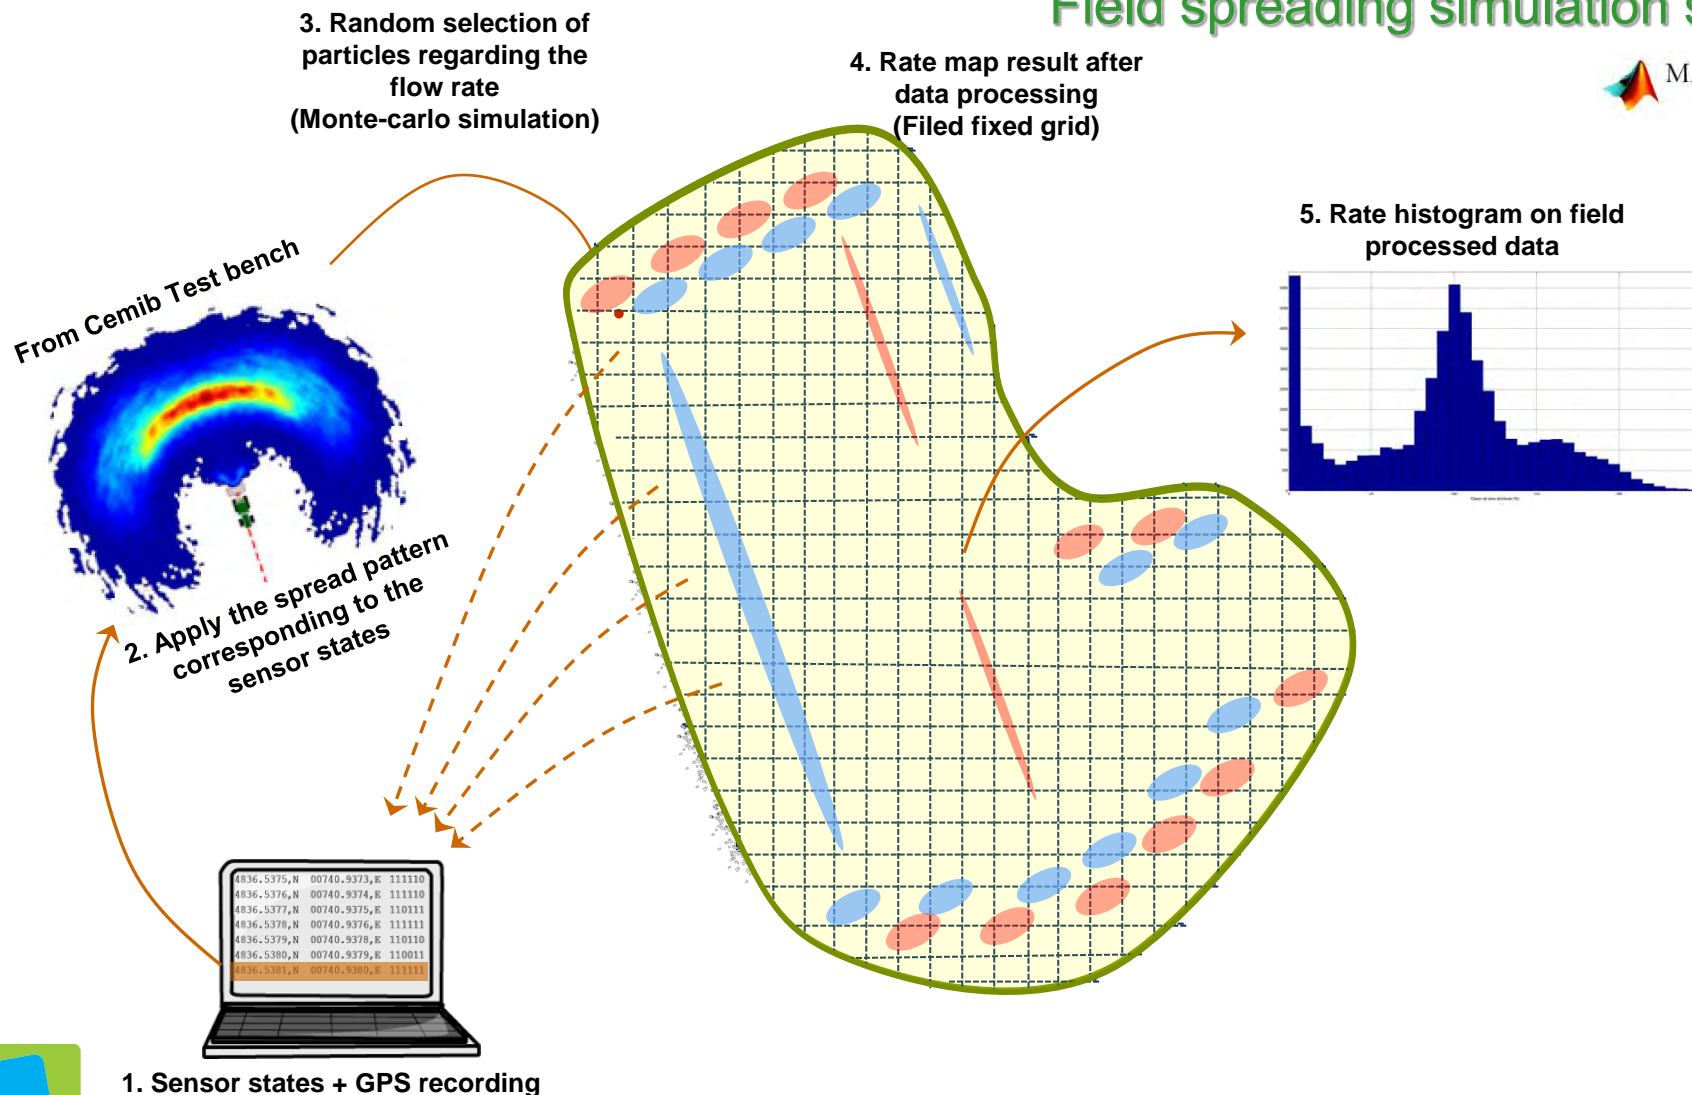 Field spreading simulation s
3. Random selection of
particles regarding the
flow rate
(Monte-carlo simulation)
4. Rate map result after
data processing
(Filed fixed grid)
5. Rate histogram on field
processed data
From Cemib Test bench
2. Apply the spread pattern
corresponding to the
sensor states
4836.5375,N 00740.9373,E 111110
4836.5376,N 00740.9374,E 111110
4836.5377,N 00740.9375,E 110111
4836.5378,N 00740.9376,E 111111
4836.5379,N 00740.9378,E 110110
4836.5380,N 00740.9379,E 110011
4836.5381,N 00740.9380,E 111111
1. Sensor states + GPS recording